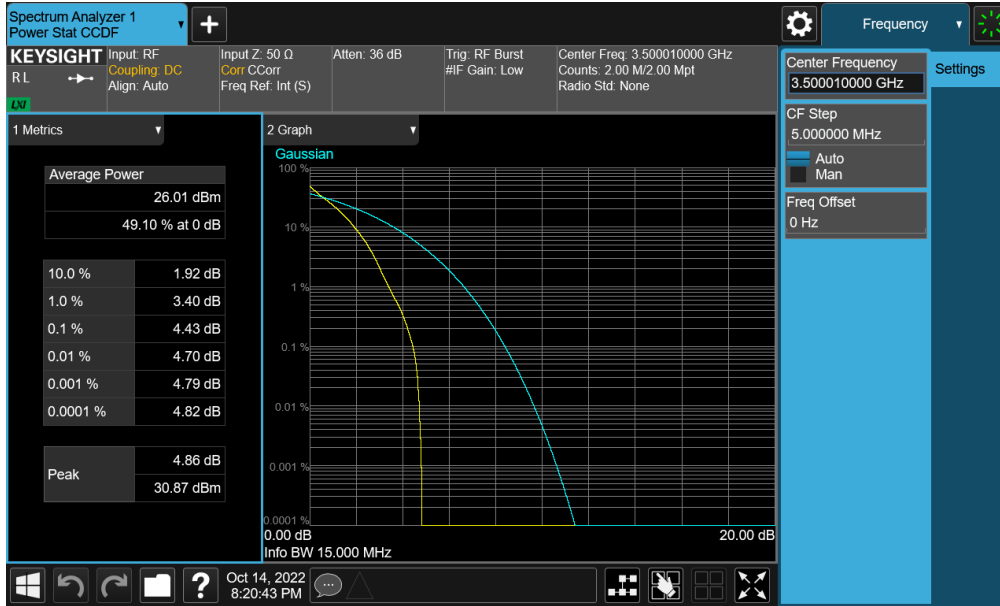 Spectrum Analyzer 1
Power Stat CCDF
Frequency
KEYSIGHT
R L
LXI
Input: RF
Coupling: DC
Align: Auto
Input Z: 50 Ω
Corr CCorr
Freq Ref: Int (S)
Atten: 36 dB
Trig: RF Burst
#IF Gain: Low
Center Freq: 3.500010000 GHz
Counts: 2.00 M/2.00 Mpt
Radio Std: None
Center Frequency
3.500010000 GHz
Settings
CF Step
5.000000 MHz
Auto
Man
Freq Offset
0 Hz
1 Metrics
Average Power
26.01 dBm
49.10 % at 0 dB
10.0 % 1.92 dB
1.0 % 3.40 dB
0.1 % 4.43 dB
0.01 % 4.70 dB
0.001 % 4.79 dB
0.0001 % 4.82 dB
Peak
4.86 dB
30.87 dBm
2 Graph
Gaussian
100 %
10 %
1 %
0.1 %
0.01 %
0.001 %
0.0001 %
0.00 dB 20.00 dB
Info BW 15.000 MHz
?
Oct 14, 2022
8:20:43 PM